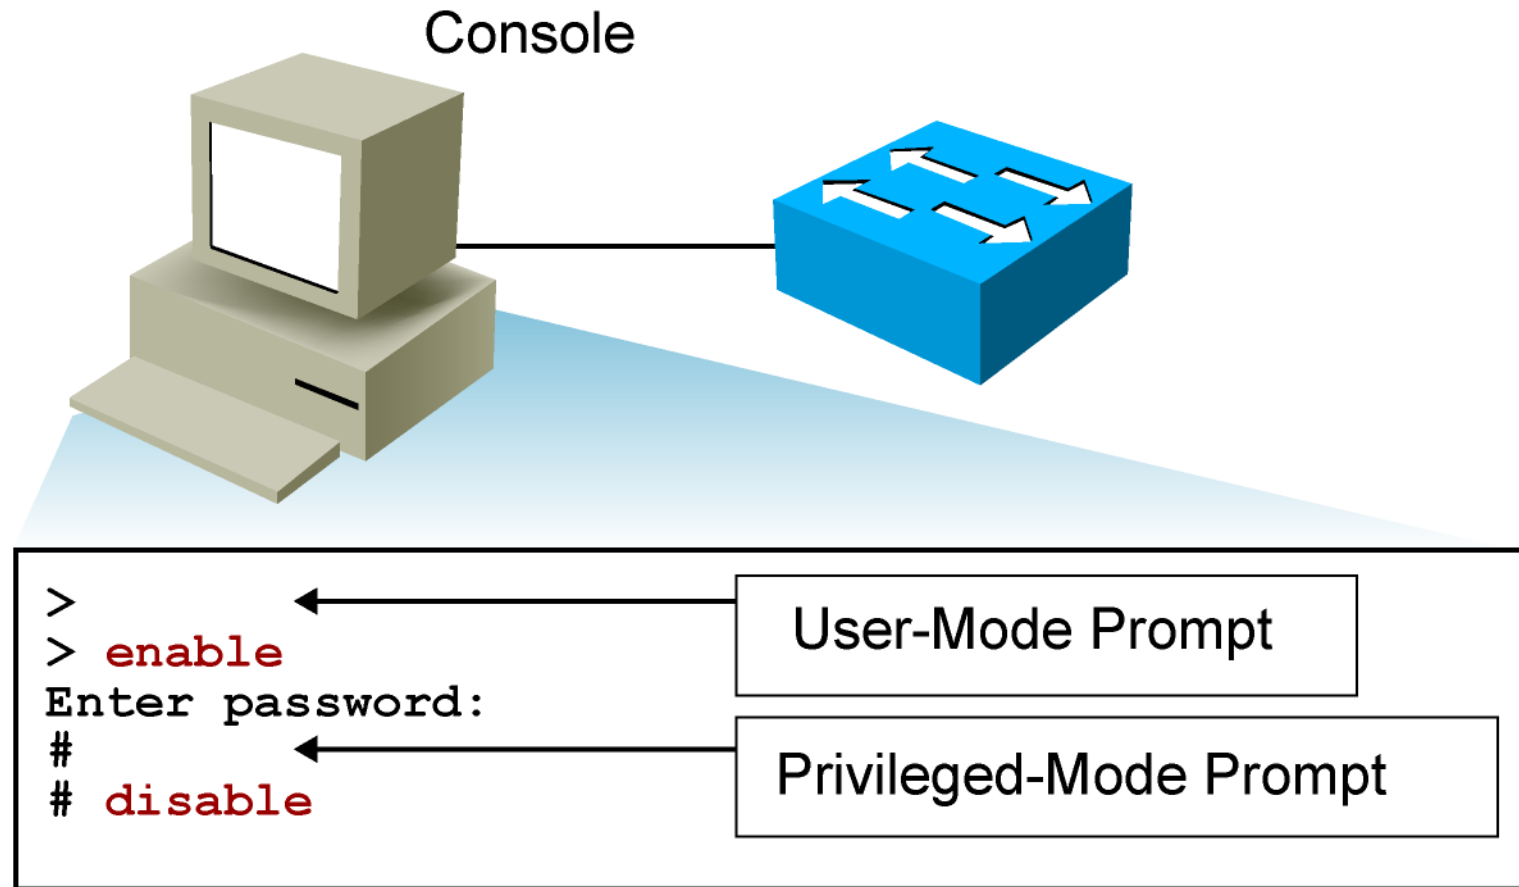 Console
>
User-Mode Prompt
> enable
Enter password:
#
Privileged-Mode Prompt
# disable